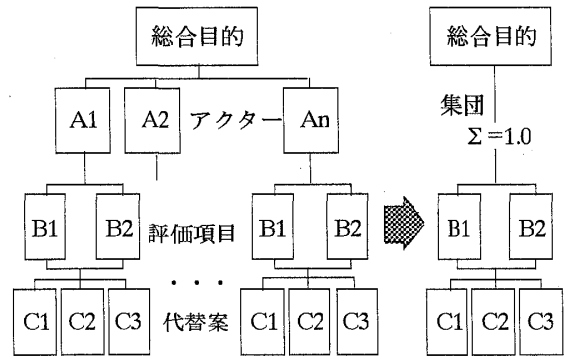 総合目的 総合目的
A1 A2 アクター An
集団
Σ=1.0
B1 B2 評価項目 B1 B2 B1 B2
・・・
C1 C2 C3 代替案 C1 C2 C3 C1 C2 C3